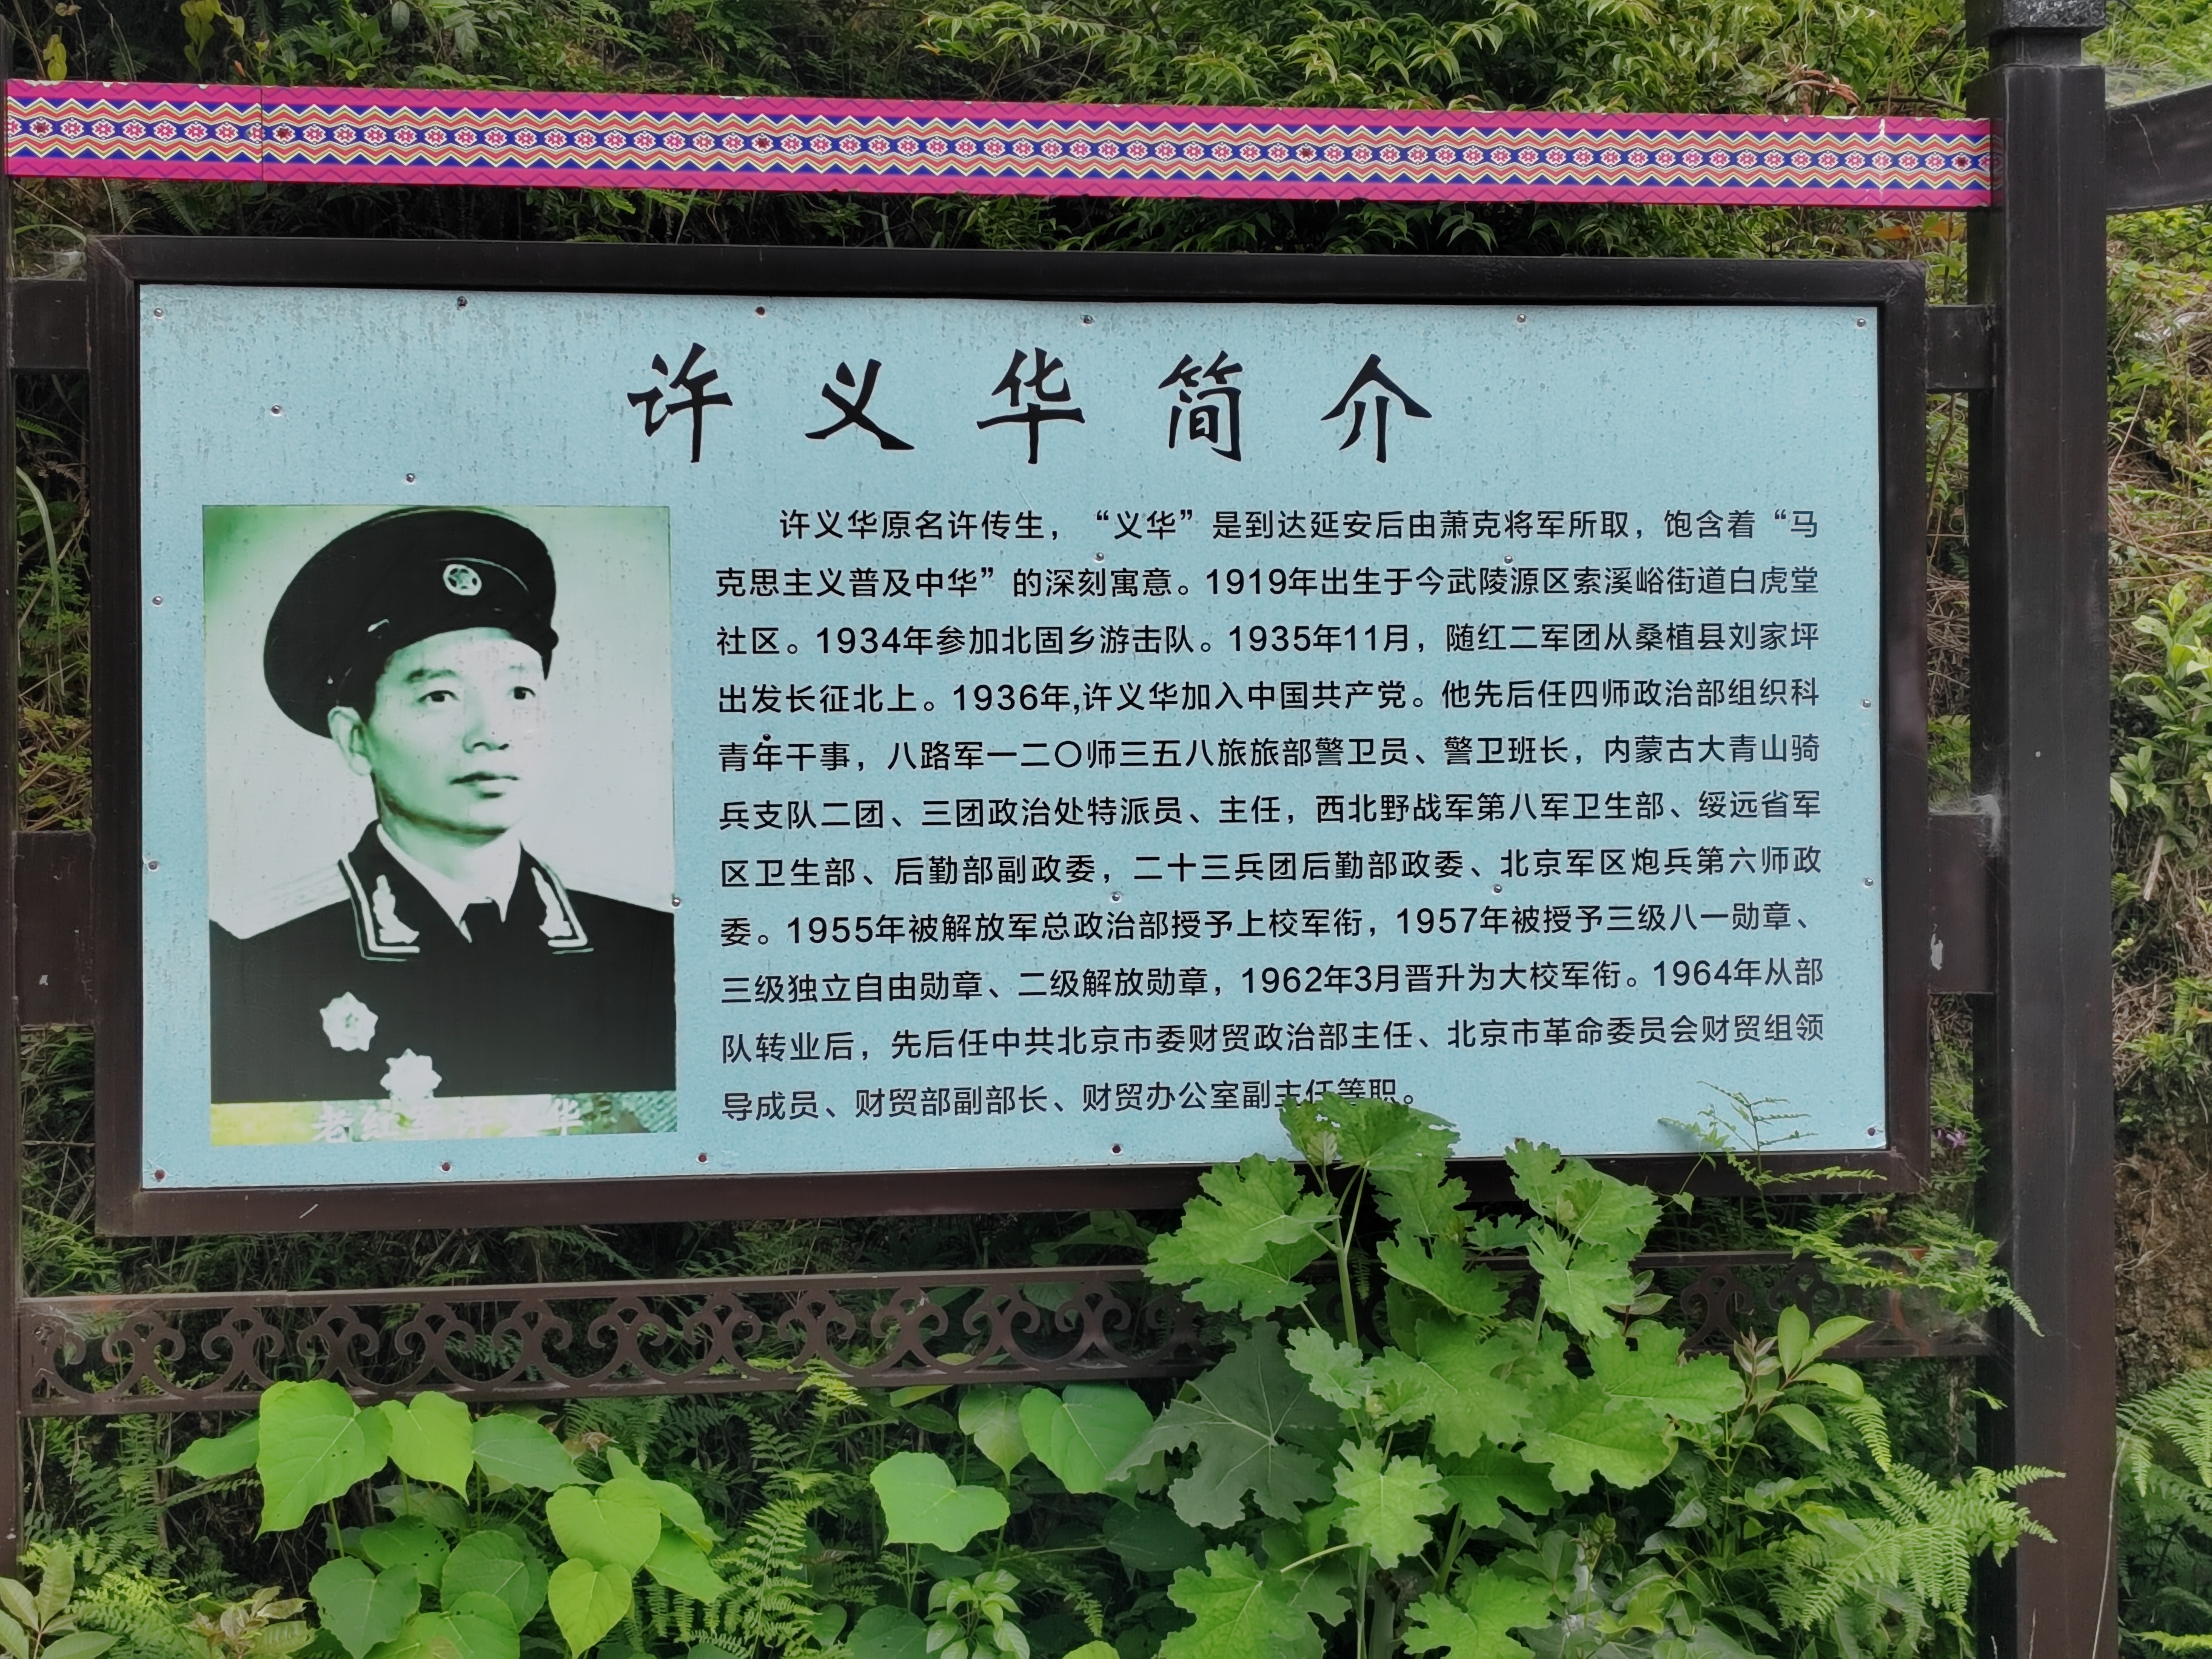 许义华简介
许义华原名许传生，“义华”是到达延安后由萧克将军所取，饱含着“马
克思主义普及中华”的深刻寓意。1919年出生于今武陵源区索溪峪街道白虎堂
社区。1934年参加北固乡游击队。1935年11月，随红二军团从桑植县刘家坪
出发长征北上。1936年,许义华加入中国共产党。他先后任四师政治部组织科
青年干事，八路军一二〇师三五八旅旅部警卫员、警卫班长，内蒙古大青山骑
兵支队二团、三团政治处特派员、主任，西北野战军第八军卫生部、绥远省军
区卫生部、后勤部副政委，二十三兵团后勤部政委、北京军区炮兵第六师政
委。1955年被解放军总政治部授予上校军衔，1957年被授予三级八一勋章、
三级独立自由勋章、二级解放勋章，1962年3月晋升为大校军衔。1964年从部
队转业后，先后任中共北京市委财贸政治部主任、北京市革命委员会财贸组领
导成员、财贸部副部长、财贸办公室副主任等职。
老红军许义华